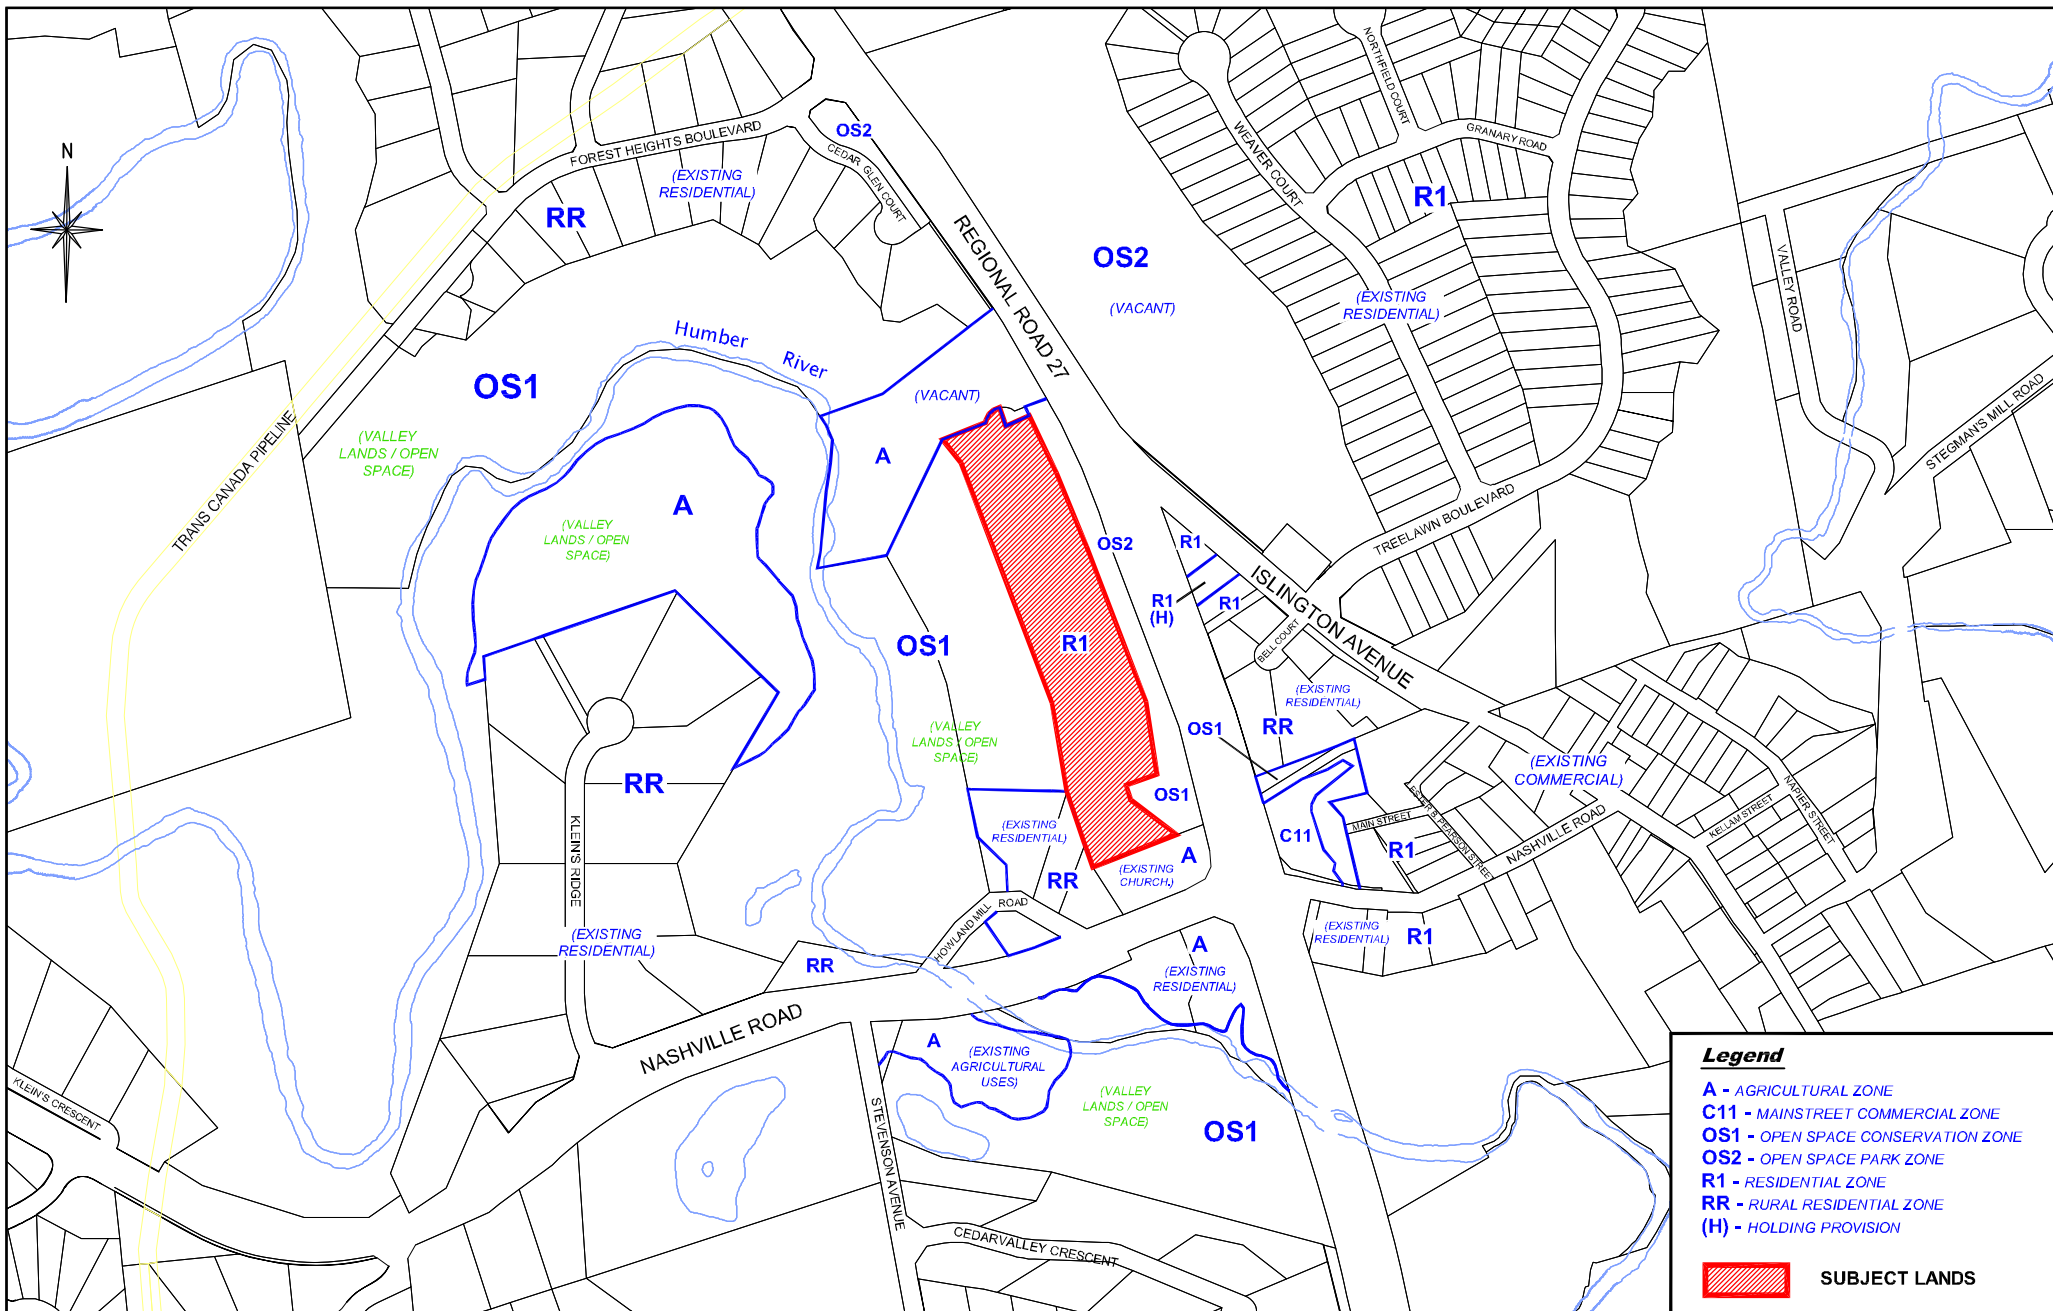 NORTHFIELD COURT
OS2
CEDAR GLEN COURT
FOREST HEIGHTS BOULEVARD
WEAVER COURT
GRANARY ROAD
N
(EXISTING
RESIDENTIAL)
RR
R1
REGIONAL ROAD 27
OS2
(VACANT)
VALLEY ROAD
(EXISTING
RESIDENTIAL)
Humber River
OS1
(VACANT)
STEGMAN'S MILL ROAD
TRANS CANADA PIPELINE
(VALLEY
LANDS / OPEN
SPACE)
A
A
(VALLEY
LANDS / OPEN
SPACE)
TREELAWN BOULEVARD
OS2
R1
ISLINGTON AVENUE
R1
(H)
R1
BELL COURT
OS1
R1
(EXISTING
RESIDENTIAL)
RR
OS1
(VALLEY
LANDS / OPEN
SPACE)
RR
(EXISTING
COMMERCIAL)
OS1
NAPIER STREET
KELLAM STREET
LESTER B. PEARSON STREET
MAIN STREET
NASHVILLE ROAD
C11
R1
(EXISTING
RESIDENTIAL)
A
(EXISTING
CHURCH)
RR
KLEIN'S RIDGE
HOWLAND MILL ROAD
(EXISTING
RESIDENTIAL)
(EXISTING
RESIDENTIAL)
R1
RR
A
(EXISTING
RESIDENTIAL)
NASHVILLE ROAD
A
(EXISTING
AGRICULTURAL
USES)
(VALLEY
LANDS / OPEN
SPACE)
OS1
KLEIN'S CRESCENT
STEVENSON AVENUE
CEDARVALLEY CRESCENT
Legend
A - AGRICULTURAL ZONE
C11 - MAINSTREET COMMERCIAL ZONE
OS1 - OPEN SPACE CONSERVATION ZONE
OS2 - OPEN SPACE PARK ZONE
R1 - RESIDENTIAL ZONE
RR - RURAL RESIDENTIAL ZONE
(H) - HOLDING PROVISION
SUBJECT LANDS